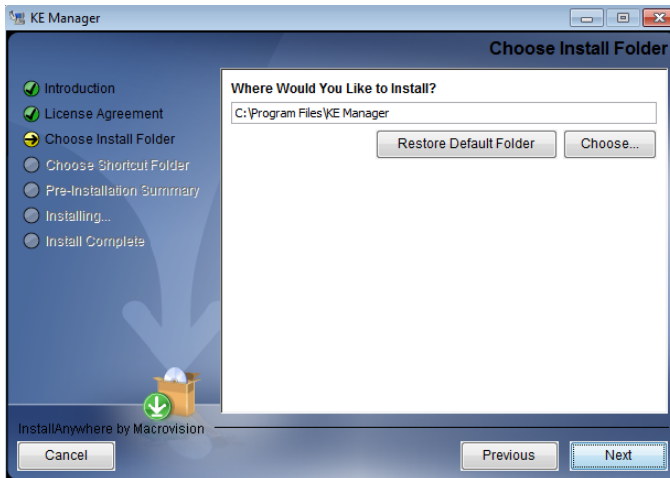 KE Manager
Choose Install Folder
Introduction
License Agreement
Choose Install Folder
Choose Shortcut Folder
Pre-Installation Summary
Installing...
Install Complete
Where Would You Like to Install?
C:\Program Files\KE Manager
Restore Default Folder
Choose...
InstallAnywhere by Macrovision
Cancel
Previous
Next